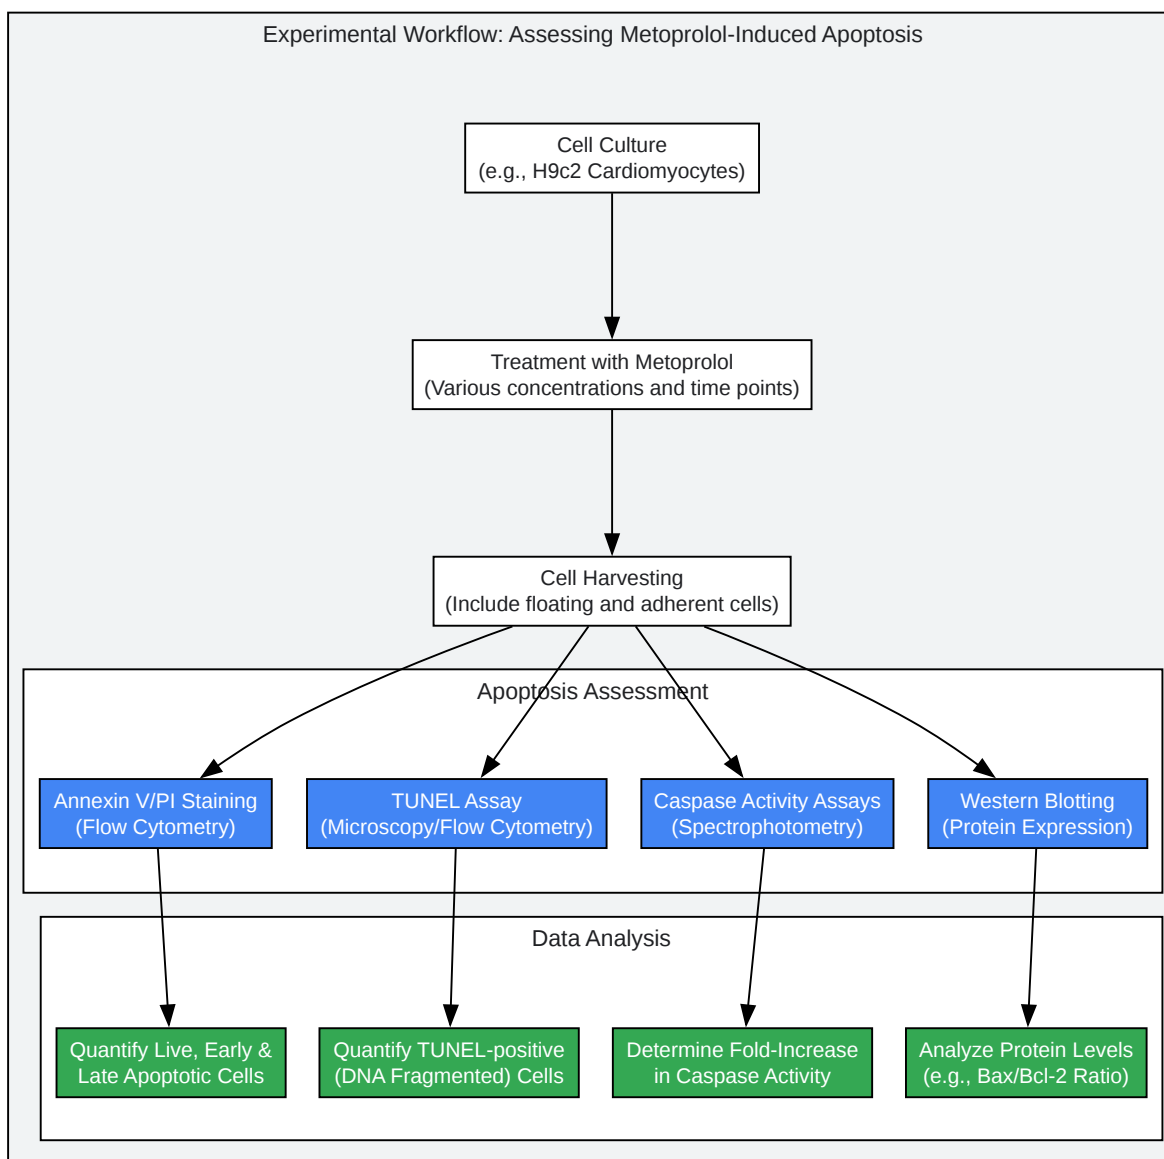 Experimental Workflow: Assessing Metoprolol-Induced Apoptosis
Cell Culture
(e.g., H9c2 Cardiomyocytes)
Treatment with Metoprolol
(Various concentrations and time points)
Cell Harvesting
(Include floating and adherent cells)
Apoptosis Assessment
Annexin V/PI Staining
(Flow Cytometry)
TUNEL Assay
(Microscopy/Flow Cytometry)
Caspase Activity Assays
(Spectrophotometry)
Western Blotting
(Protein Expression)
Data Analysis
Quantify Live, Early &
Late Apoptotic Cells
Quantify TUNEL-positive
(DNA Fragmented) Cells
Determine Fold-Increase
in Caspase Activity
Analyze Protein Levels
(e.g., Bax/Bcl-2 Ratio)